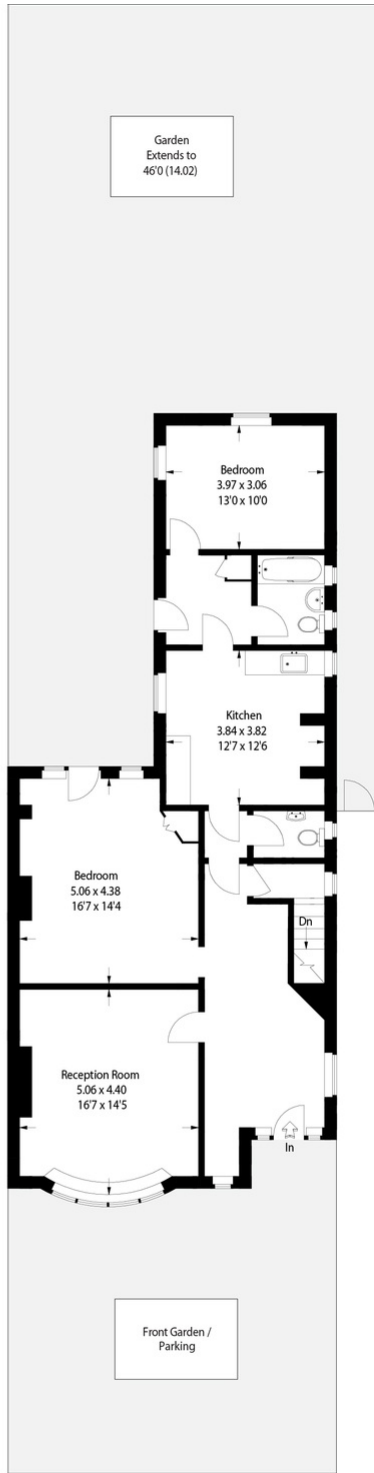 Garden
Extends to
46'0 (14.02)
Bedroom
3.97 x 3.06
13'0 x 10'0
Kitchen
3.84 x 3.82
12'7 x 12'6
Bedroom
5.06 x 4.38
16'7 x 14'4
Dn
Reception Room
5.06 x 4.40
16'7 x 14'5
In
Front Garden /
Parking